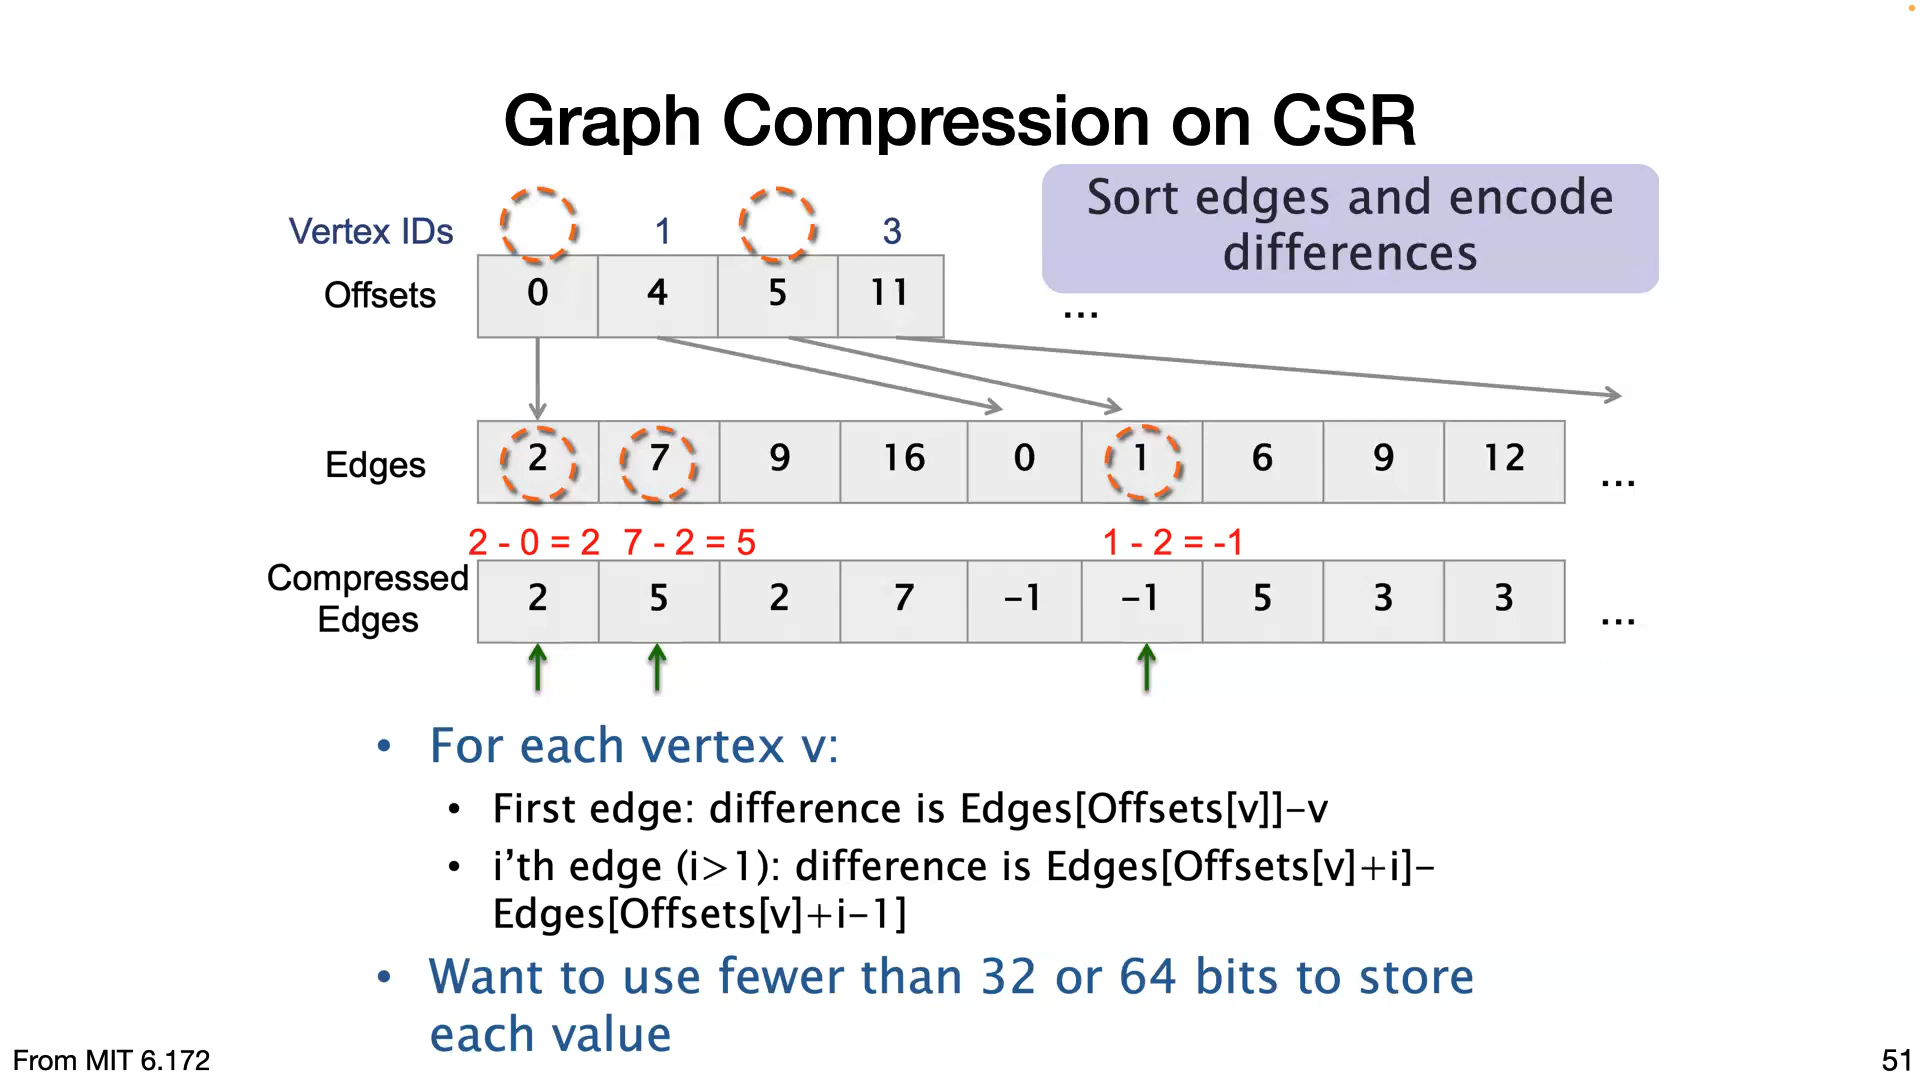 Graph Compression on CSR
Sort edges and encode
differences
Vertex IDs 1 3
Offsets 0 4 5 11
...
Edges 2 7 9 16 0 1 6 9 12 ...
2 - 0 = 2 7 - 2 = 5 1 - 2 = -1
Compressed
Edges
2 5 2 7 -1 -1 5 3 3 ...
• For each vertex v:
• First edge: difference is Edges[Offsets[v]]-v
• i’th edge (i>1): difference is Edges[Offsets[v]+i]-
Edges[Offsets[v]+i-1]
• Want to use fewer than 32 or 64 bits to store
each value
From MIT 6.172
51